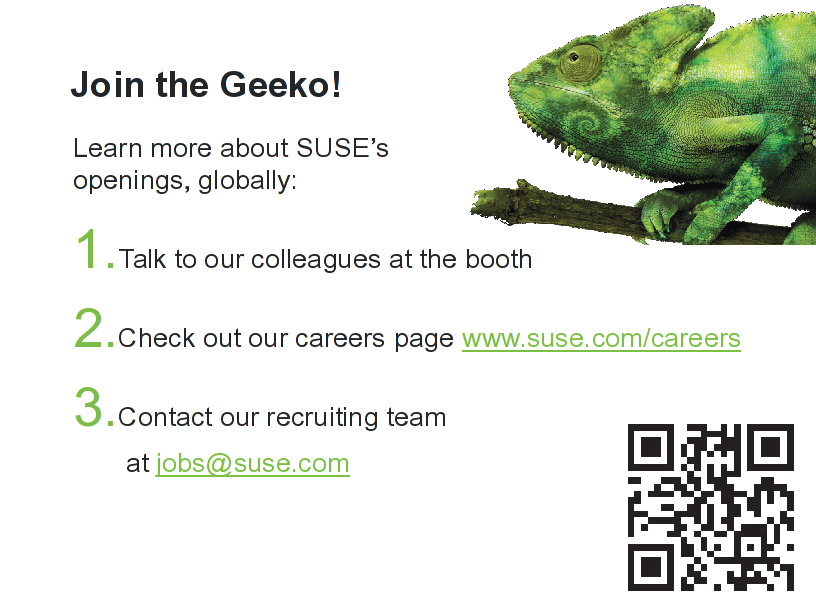 Join the Geeko!
Learn more about SUSE’s
openings, globally:
1. Talk to our colleagues at the booth
2. Check out our careers page www.suse.com/careers
3. Contact our recruiting team
at jobs@suse.com